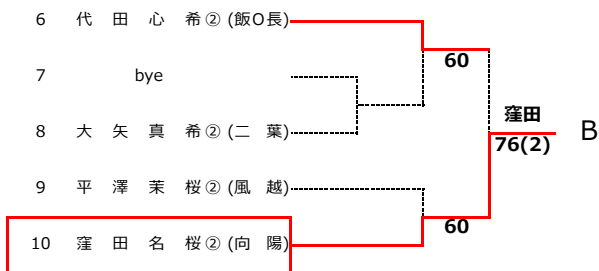 6 代 田 心 希② (飯O長)
60
7 bye
窪田
8 大 矢 真 希② (二 葉)
76(2)
B
9 平 澤 茉 桜② (風 越)
60
10 窪 田 名 桜② (向 陽)